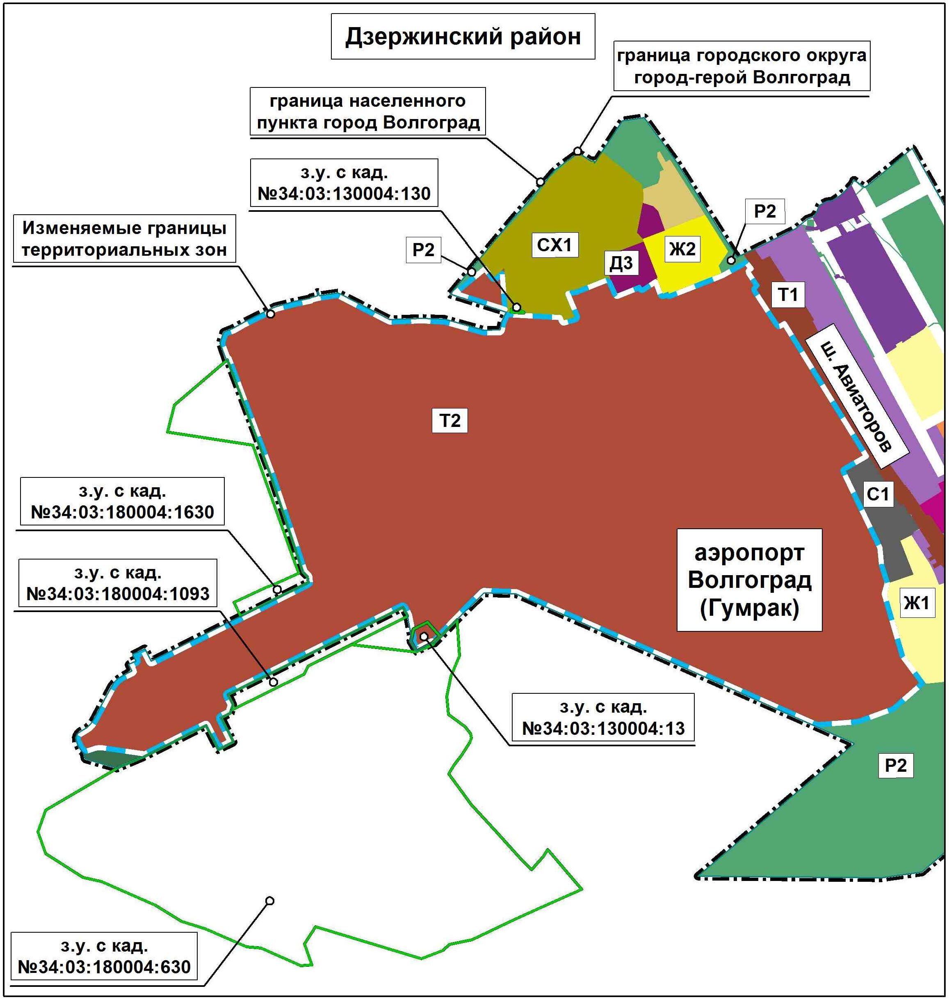 Дзержинский район
граница городского округа
город-герой Волгоград
граница населенного
пункта город Волгоград
з.у. с кад.
№34:03:130004:130
Изменяемые границы
территориальных зон
Р2
Р2
СХ1
Ж2
Д3
Т1
ш. Авиаторов
Т2
з.у. с кад.
№34:03:180004:1630
С1
аэропорт
Волгоград
(Гумрак)
з.у. с кад.
№34:03:180004:1093
Ж1
з.у. с кад.
№34:03:130004:13
Р2
з.у. с кад.
№34:03:180004:630